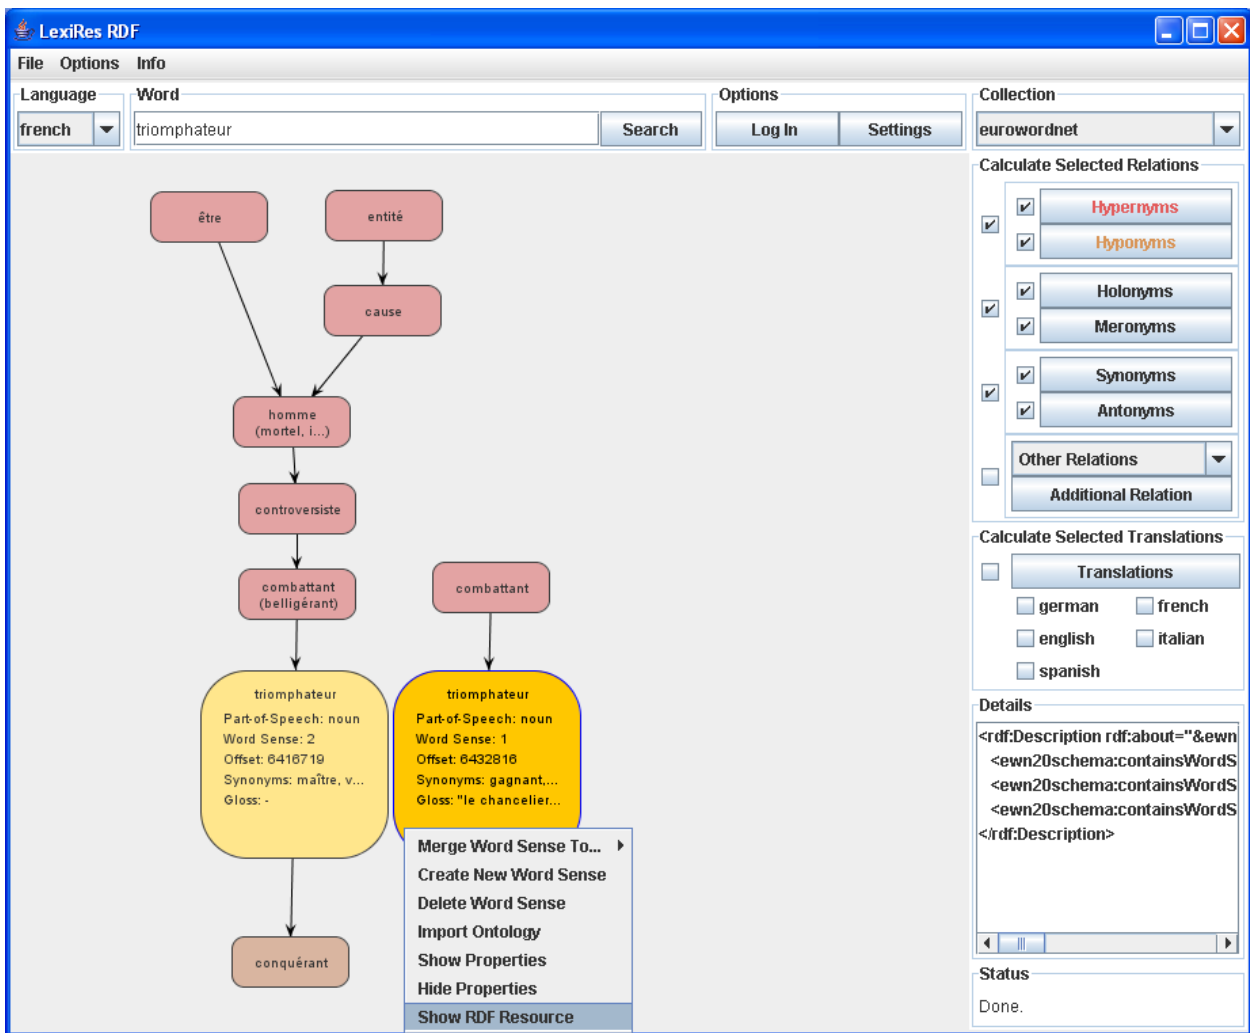 LexiRes RDF
File Options Info
Language
Word
Options
Collection
french
triomphateur
Search
Log In
Settings
eurowordnet
être
entité
cause
homme
(mortel, i...)
controversiste
combattant
(belligérant)
combattant
triomphateur
Part-of-Speech: noun
Word Sense: 2
Offset: 6416719
Synonyms: maître, v...
Gloss: -
triomphateur
Part-of-Speech: noun
Word Sense: 1
Offset: 6432816
Synonyms: gagnant,...
Gloss: "le chancelier...
conquérant
Merge Word Sense To...
Create New Word Sense
Delete Word Sense
Import Ontology
Show Properties
Hide Properties
Show RDF Resource
Calculate Selected Relations
Hypernyms
Hyponyms
Holonyms
Meronyms
Synonyms
Antonyms
Other Relations
Additional Relation
Calculate Selected Translations
Translations
german
french
english
italian
spanish
Details
<rdf:Description rdf:about="&ewn
<ewn20schema:containsWordS
<ewn20schema:containsWordS
<ewn20schema:containsWordS
</rdf:Description>
Status
Done.